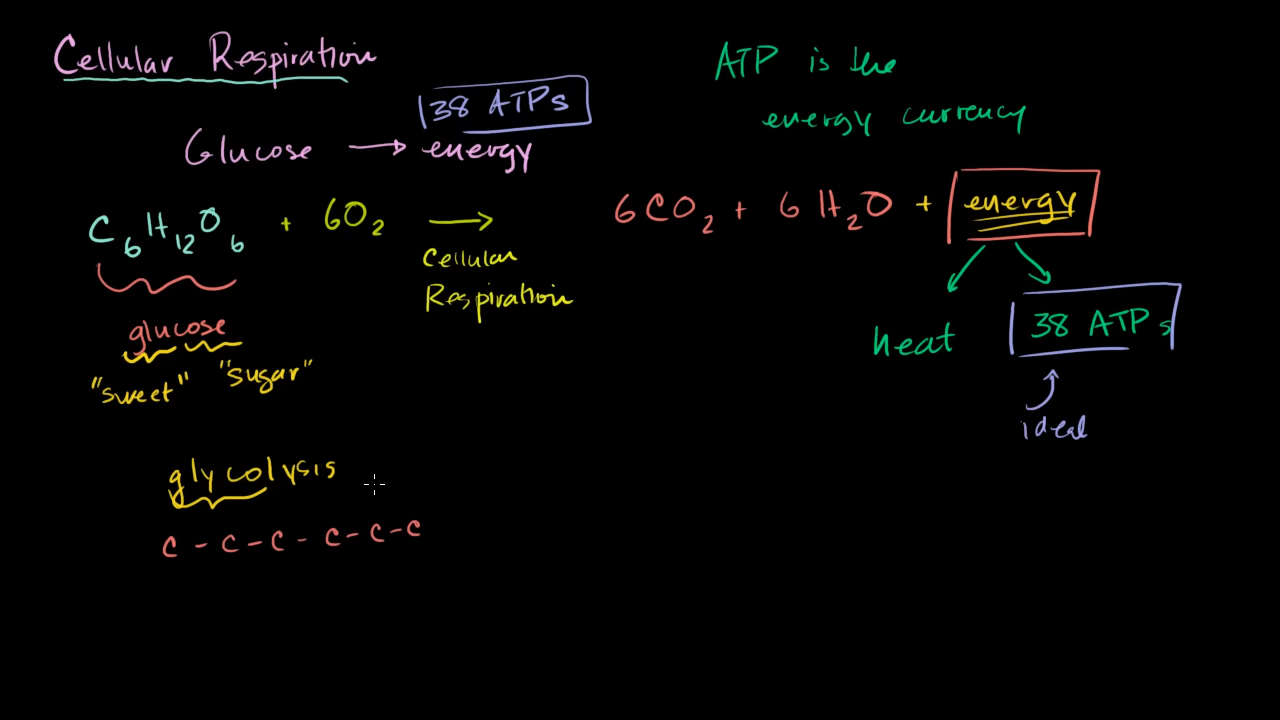 Cellular Respiration
ATP is the
energy currency
38 ATPs
Glucose → energy
C₆H₁₂O₆ + 6O₂ → 6CO₂ + 6H₂O + energy
Cellular
Respiration
glucose
"sweet" "sugar"
heat 38 ATPs
ideal
glycolysis
C - C - C - C - C - C